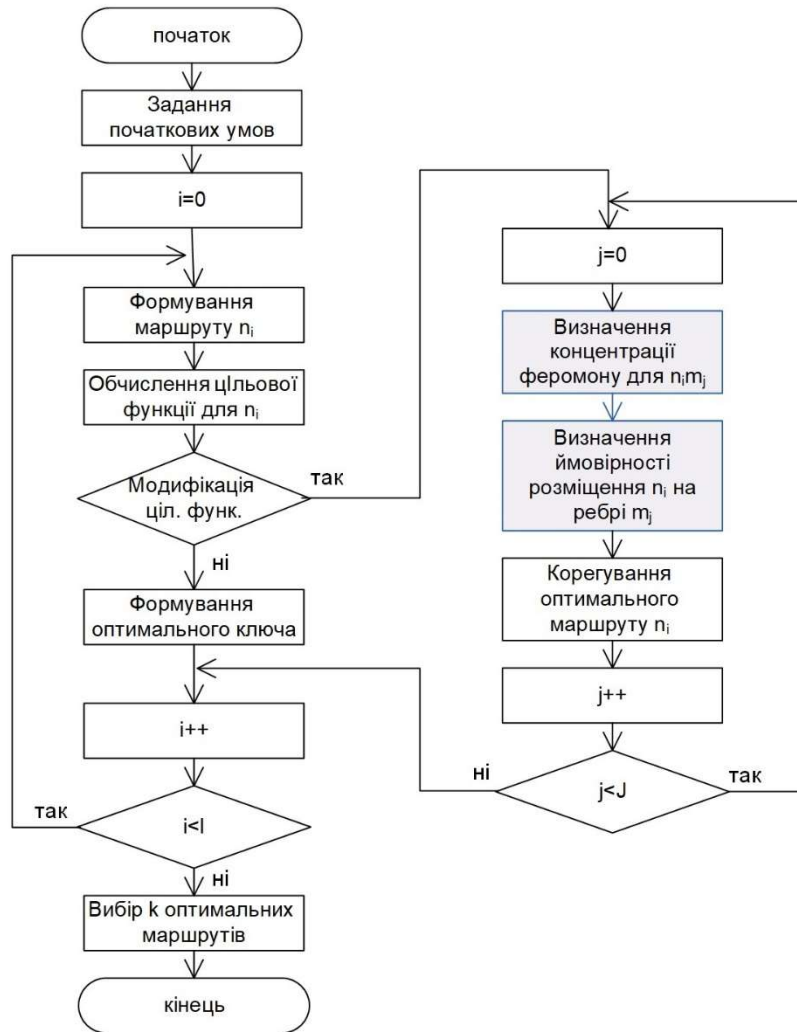 початок
Задання
початкових умов
i=0
Формування
маршруту nᵢ
Обчислення цІльової
функції для nᵢ
Модифікація
ціл. функ.
так
ні
Формування
оптимального ключа
i++
так
i<I
ні
Вибір k оптимальних
маршрутів
кінець
j=0
Визначення
концентрації
феромону для nᵢmⱼ
Визначення
ймовірності
розміщення nᵢ на
ребрі mⱼ
Корегування
оптимального
маршруту nᵢ
j++
ні
j<J
так